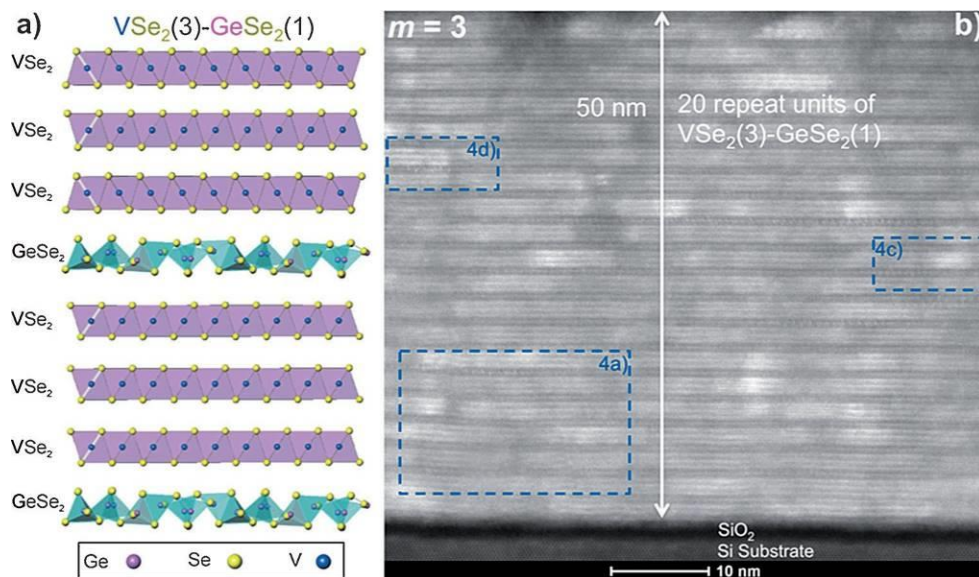 a)
VSe₂(3)-GeSe₂(1)
VSe₂
VSe₂
VSe₂
GeSe₂
VSe₂
VSe₂
VSe₂
GeSe₂
Ge Se V
m = 3
b)
50 nm
20 repeat units of
VSe₂(3)-GeSe₂(1)
4d)
4c)
4a)
SiO₂
Si Substrate
10 nm